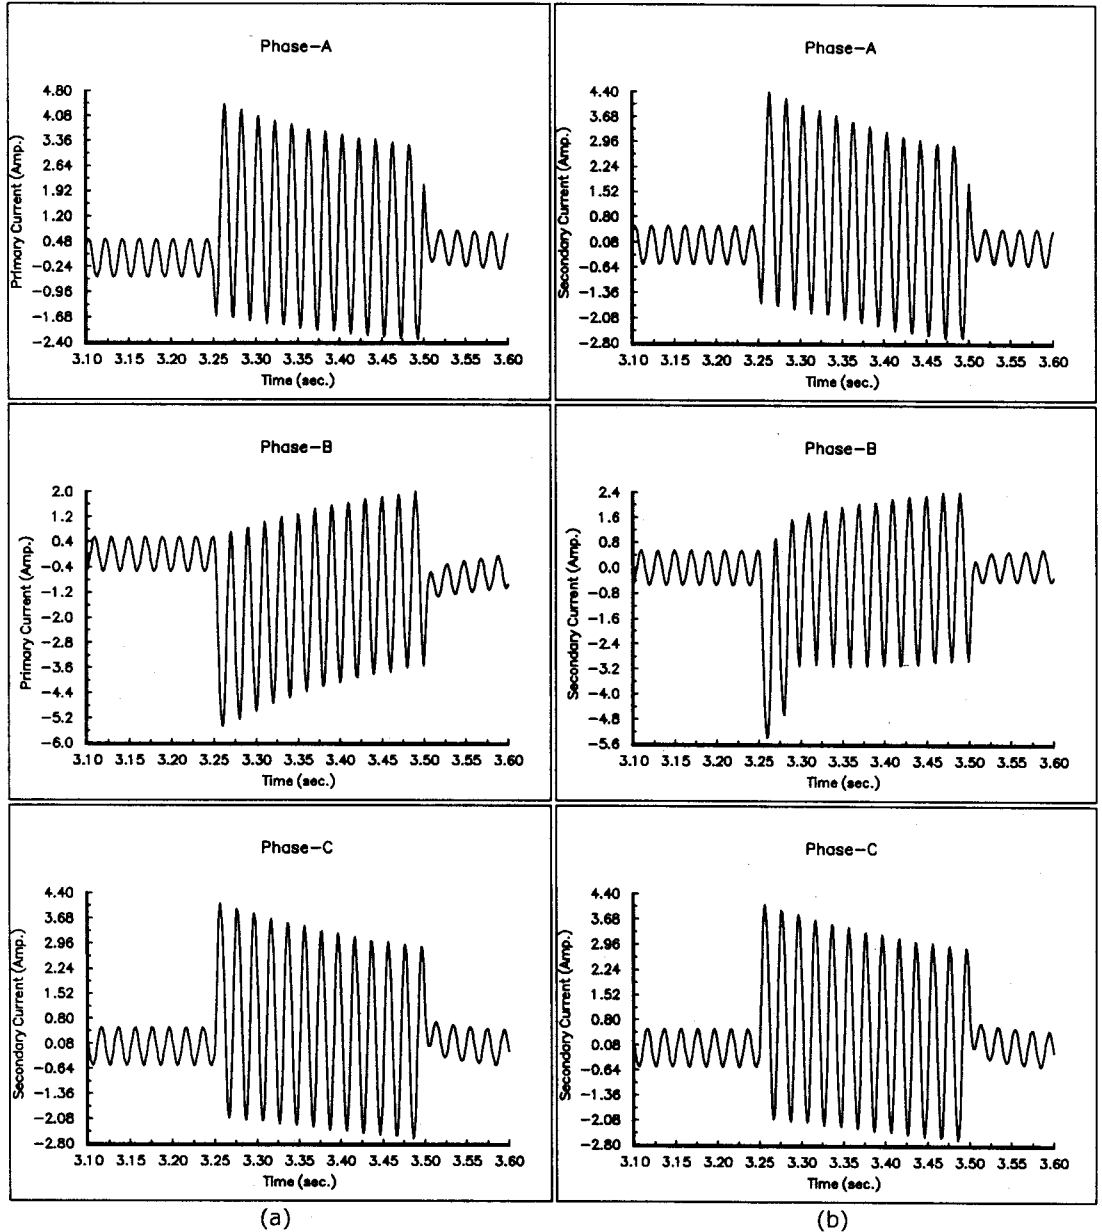 Phase-A
Primary Current (Amp.)
4.80
4.08
3.36
2.64
1.92
1.20
0.48
-0.24
-0.96
-1.68
-2.40
3.10 3.15 3.20 3.25 3.30 3.35 3.40 3.45 3.50 3.55 3.60
Time (sec.)
Phase-A
Secondary Current (Amp.)
4.40
3.68
2.96
2.24
1.52
0.80
0.08
-0.64
-1.36
-2.08
-2.80
3.10 3.15 3.20 3.25 3.30 3.35 3.40 3.45 3.50 3.55 3.60
Time (sec.)
Phase-B
Primary Current (Amp.)
2.0
1.2
0.4
-0.4
-1.2
-2.0
-2.8
-3.6
-4.4
-5.2
-6.0
3.10 3.15 3.20 3.25 3.30 3.35 3.40 3.45 3.50 3.55 3.60
Time (sec.)
Phase-B
Secondary Current (Amp.)
2.4
1.6
0.8
0.0
-0.8
-1.6
-2.4
-3.2
-4.0
-4.8
-5.6
3.10 3.15 3.20 3.25 3.30 3.35 3.40 3.45 3.50 3.55 3.60
Time (sec.)
Phase-C
Secondary Current (Amp.)
4.40
3.68
2.96
2.24
1.52
0.80
0.08
-0.64
-1.36
-2.08
-2.80
3.10 3.15 3.20 3.25 3.30 3.35 3.40 3.45 3.50 3.55 3.60
Time (sec.)
Phase-C
Secondary Current (Amp.)
4.40
3.68
2.96
2.24
1.52
0.80
0.08
-0.64
-1.36
-2.08
-2.80
3.10 3.15 3.20 3.25 3.30 3.35 3.40 3.45 3.50 3.55 3.60
Time (sec.)
(a)
(b)